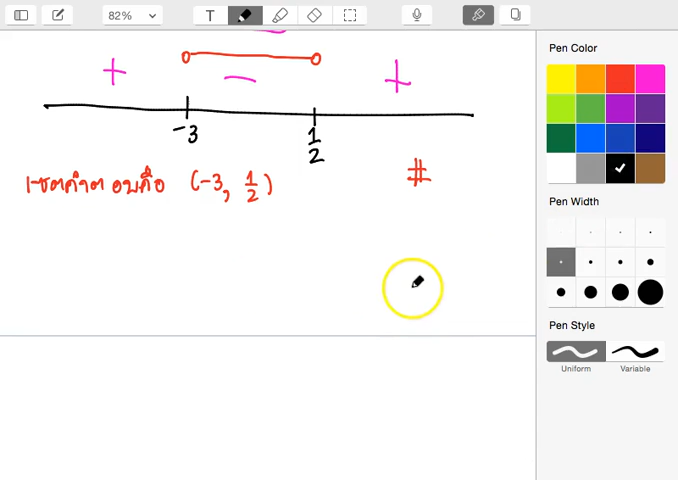 82%
T
Pen Color
+ − +
-3 1/2
เซตคำตอบคือ (-3, 1/2) #
Pen Width
Pen Style
Uniform Variable